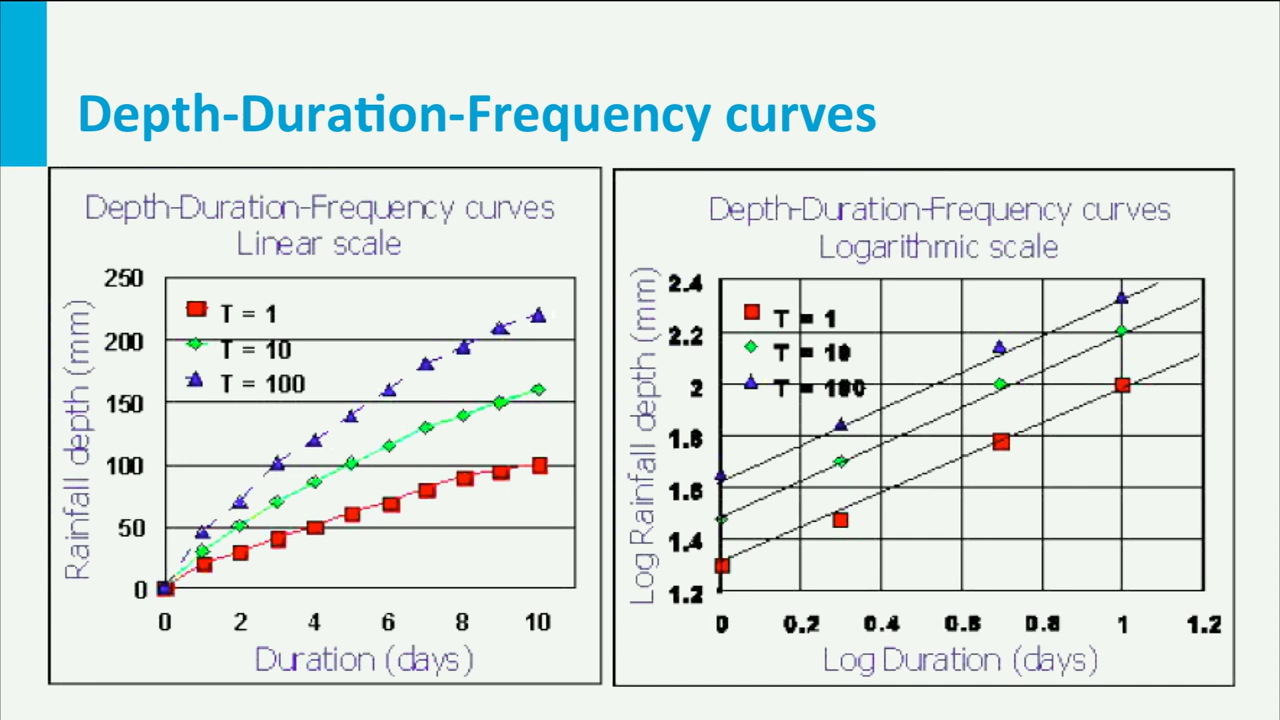 Depth-Duration-Frequency curves
Depth-Duration-Frequency curves
Linear scale
Rainfall depth (mm)
250
200
150
100
50
0
T = 1
T = 10
T = 100
0 2 4 6 8 10
Duration (days)
Depth-Duration-Frequency curves
Logarithmic scale
Log Rainfall depth (mm)
2.4
2.2
2
1.8
1.6
1.4
1.2
T = 1
T = 10
T = 100
0 0.2 0.4 0.6 0.8 1 1.2
Log Duration (days)